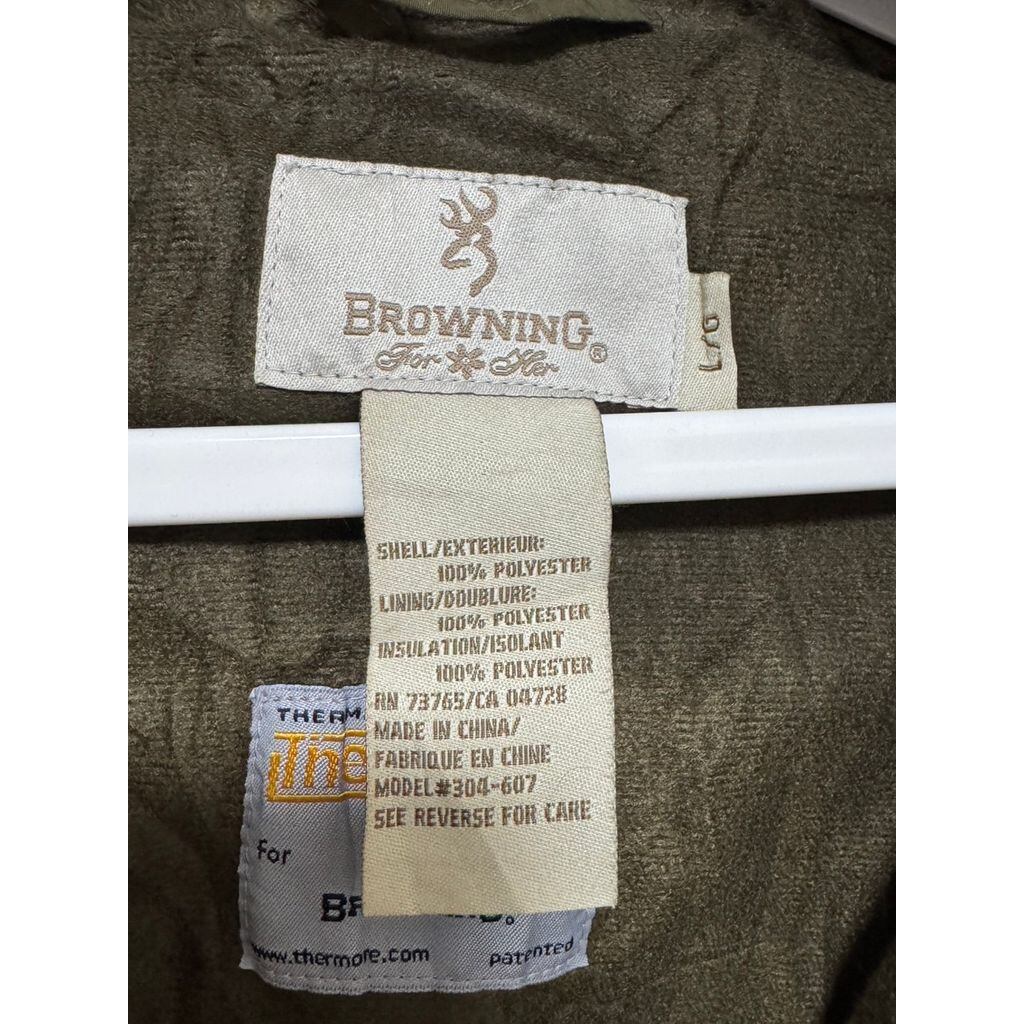 BROWNING®
For Her
L/G
SHELL/EXTERIEUR:
100% POLYESTER
LINING/DOUBLURE:
100% POLYESTER
INSULATION/ISOLANT
100% POLYESTER
RN 73765/CA 04728
MADE IN CHINA/
FABRIQUE EN CHINE
MODEL#304-607
SEE REVERSE FOR CARE
for
www.thermore.com
Patented